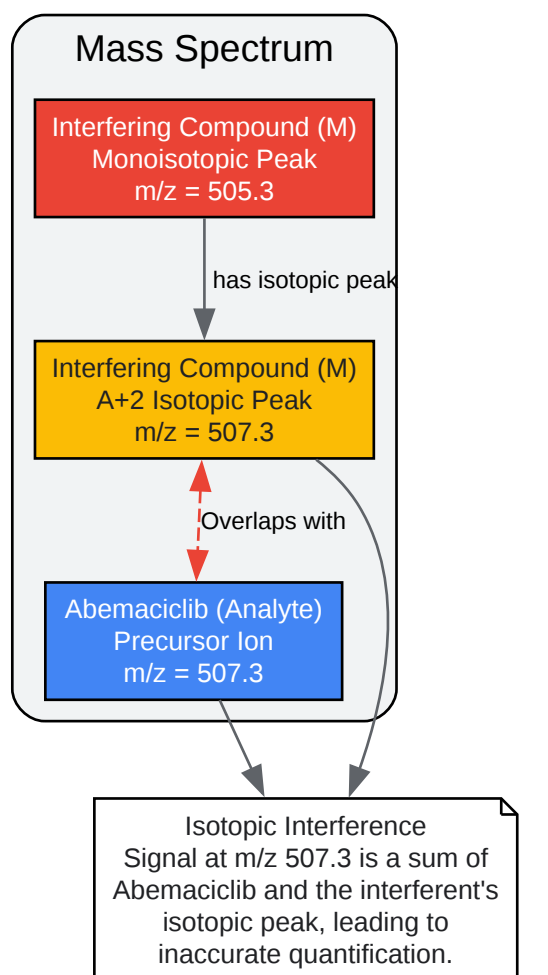 Mass Spectrum
Interfering Compound (M)
Monoisotopic Peak
m/z = 505.3
has isotopic peak
Interfering Compound (M)
A+2 Isotopic Peak
m/z = 507.3
Overlaps with
Abemaciclib (Analyte)
Precursor Ion
m/z = 507.3
Isotopic Interference
Signal at m/z 507.3 is a sum of
Abemaciclib and the interferent's
isotopic peak, leading to
inaccurate quantification.